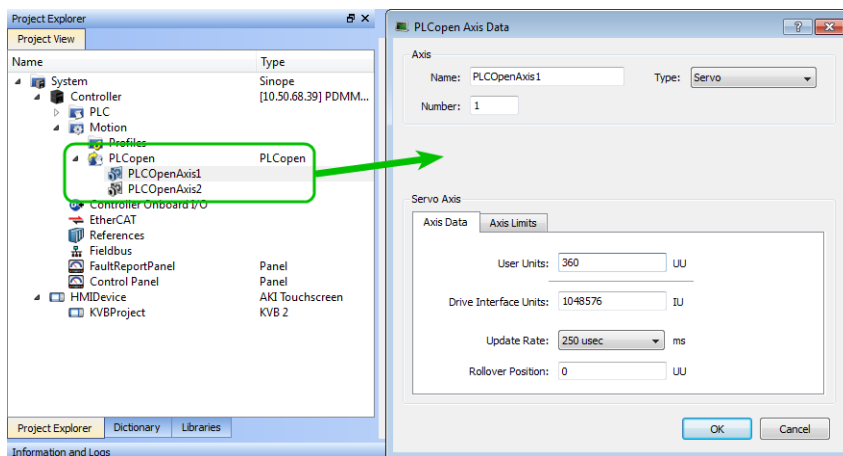 Project Explorer
Project View
Name Type
System Sinope
Controller [10.50.68.39] PDMM...
PLC
Motion
Profiles
PLCopen PLCopen
PLCOpenAxis1
PLCOpenAxis2
Controller Onboard I/O
EtherCAT
References
Fieldbus
FaultReportPanel Panel
Control Panel Panel
HMIDevice AKI Touchscreen
KVBProject KVB 2
Project Explorer Dictionary Libraries
Information and Logs
PLCopen Axis Data
Axis
Name: PLCOpenAxis1 Type: Servo
Number: 1
Servo Axis
Axis Data Axis Limits
User Units: 360 UU
Drive Interface Units: 1048576 IU
Update Rate: 250 usec ms
Rollover Position: 0 UU
OK Cancel